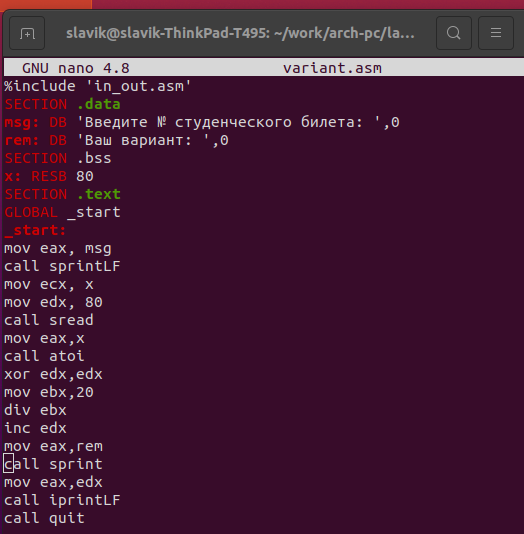 slavik@slavik-ThinkPad-T495: ~/work/arch-pc/la...
GNU nano 4.8 variant.asm
%include 'in_out.asm'
SECTION .data
msg: DB 'Введите № студенческого билета: ',0
rem: DB 'Ваш вариант: ',0
SECTION .bss
x: RESB 80
SECTION .text
GLOBAL _start
_start:
mov eax, msg
call sprintLF
mov ecx, x
mov edx, 80
call sread
mov eax,x
call atoi
xor edx,edx
mov ebx,20
div ebx
inc edx
mov eax,rem
call sprint
mov eax,edx
call iprintLF
call quit